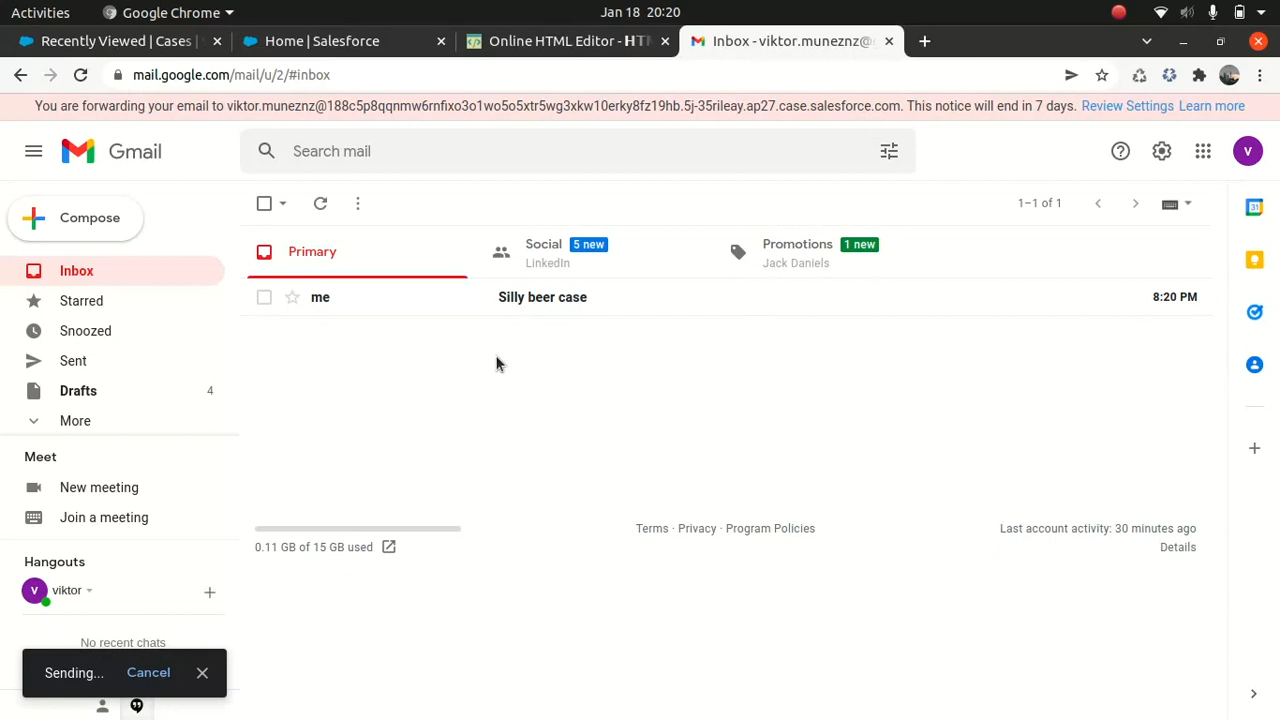 Activities
Google Chrome
Jan 18 20:20
Recently Viewed | Cases |
Home | Salesforce
Online HTML Editor - HT
Inbox - viktor.muneznz@
mail.google.com/mail/u/2/#inbox
You are forwarding your email to viktor.muneznz@188c5p8qqnmw6rnfixo3o1wo5o5xtr5wg3xkw10erky8fz19hb.5j-35rileay.ap27.case.salesforce.com. This notice will end in 7 days. Review Settings Learn more
Gmail
Search mail
V
Compose
1–1 of 1
Primary
Social 5 new
LinkedIn
Promotions 1 new
Jack Daniels
Inbox
me Silly beer case 8:20 PM
Starred
Snoozed
Sent
Drafts 4
More
Meet
New meeting
Join a meeting
Terms · Privacy · Program Policies
Last account activity: 30 minutes ago
0.11 GB of 15 GB used
Details
Hangouts
V viktor
No recent chats
Sending... Cancel
31